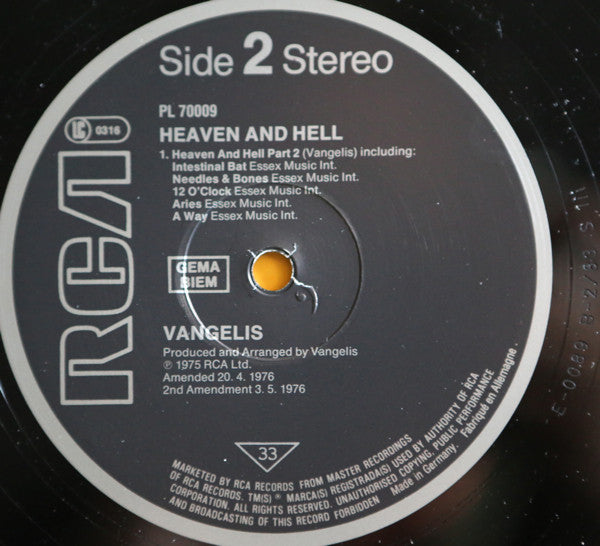 Side 2 Stereo
PL 70009
LC 0316
HEAVEN AND HELL
1. Heaven And Hell Part 2 (Vangelis) including:
Intestinal Bat Essex Music Int.
Needles & Bones Essex Music Int.
12 O'Clock Essex Music Int.
Aries Essex Music Int.
A Way Essex Music Int.
RCA
GEMA
BIEM
VANGELIS
Produced and Arranged by Vangelis
℗ 1975 RCA Ltd.
Amended 20. 4. 1976
2nd Amendment 3. 5. 1976
33
MARKETED BY RCA RECORDS FROM MASTER RECORDINGS
OF RCA RECORDS. TM(S) ® MARCA(S) REGISTRADA(S) USED BY AUTHORITY OF RCA
CORPORATION. ALL RIGHTS RESERVED. UNAUTHORISED COPYING, PUBLIC PERFORMANCE
AND BROADCASTING OF THIS RECORD FORBIDDEN
Made in Germany. Fabriqué en Allemagne